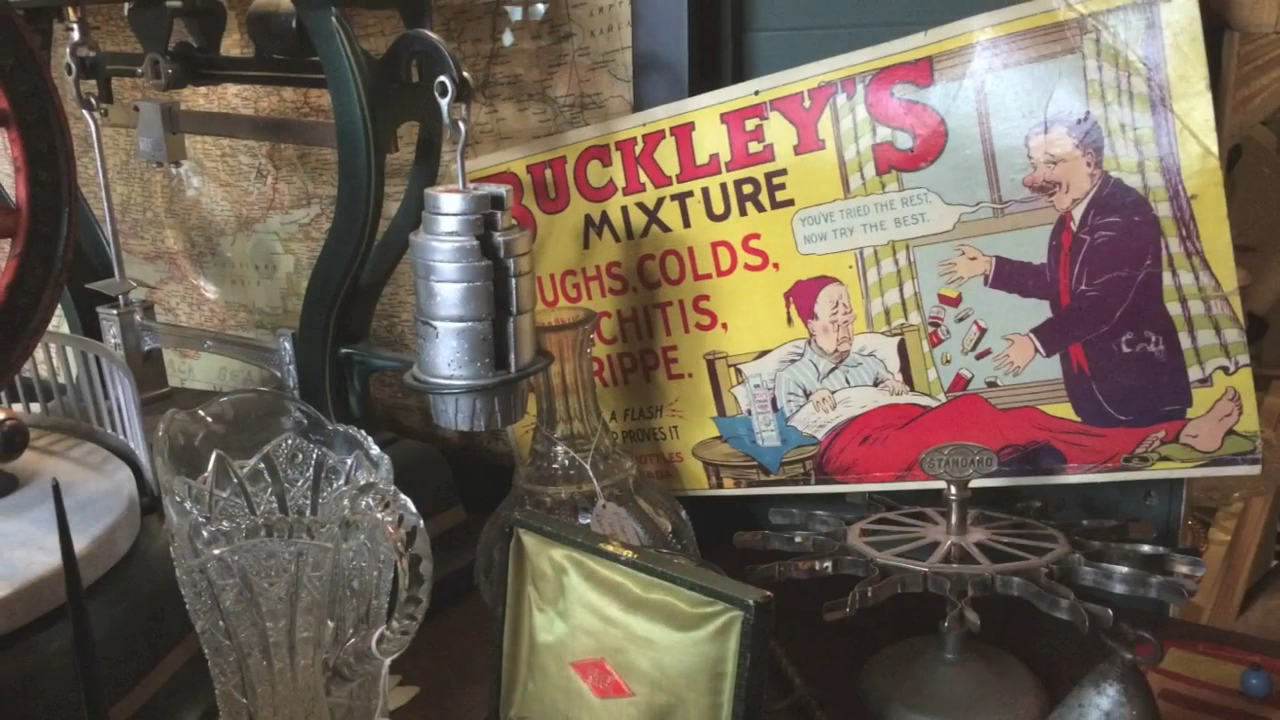 BUCKLEY'S
MIXTURE
UGHS. COLDS,
CHITIS,
RIPPE.
A FLASH
PROVES IT
OTTLES
YOU'VE TRIED THE REST,
NOW TRY THE BEST.
STANDARD